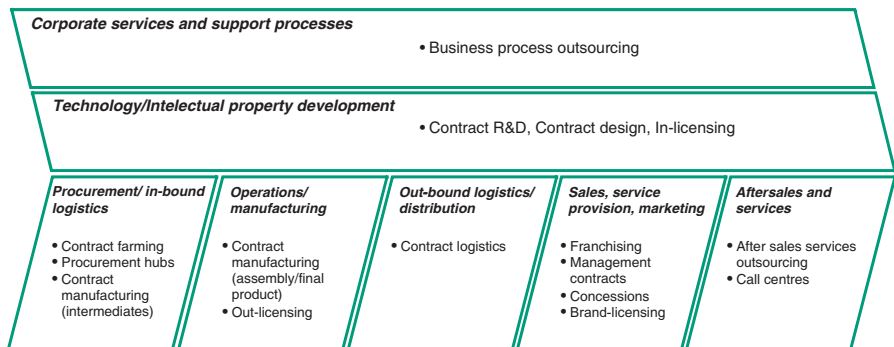 Corporate services and support processes
• Business process outsourcing
Technology/Intelectual property development
• Contract R&D, Contract design, In-licensing
Procurement/ in-bound
logistics
• Contract farming
• Procurement hubs
• Contract
manufacturing
(intermediates)
Operations/
manufacturing
• Contract
manufacturing
(assembly/final
product)
• Out-licensing
Out-bound logistics/
distribution
• Contract logistics
Sales, service
provision, marketing
• Franchising
• Management
contracts
• Concessions
• Brand-licensing
Aftersales and
services
• After sales services
outsourcing
• Call centres